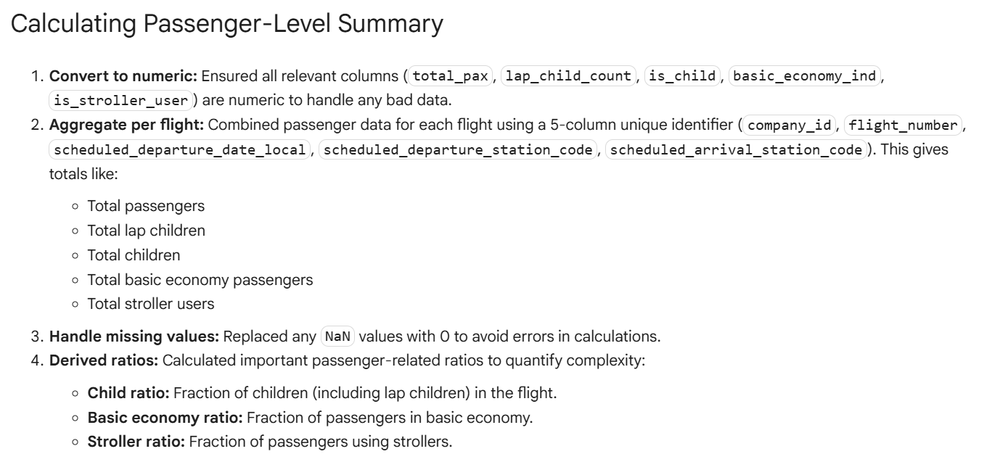 Calculating Passenger-Level Summary
1. Convert to numeric: Ensured all relevant columns (total_pax, lap_child_count, is_child, basic_economy_ind,
is_stroller_user) are numeric to handle any bad data.
2. Aggregate per flight: Combined passenger data for each flight using a 5-column unique identifier (company_id, flight_number,
scheduled_departure_date_local, scheduled_departure_station_code, scheduled_arrival_station_code). This gives
totals like:
○ Total passengers
○ Total lap children
○ Total children
○ Total basic economy passengers
○ Total stroller users
3. Handle missing values: Replaced any NaN values with 0 to avoid errors in calculations.
4. Derived ratios: Calculated important passenger-related ratios to quantify complexity:
○ Child ratio: Fraction of children (including lap children) in the flight.
○ Basic economy ratio: Fraction of passengers in basic economy.
○ Stroller ratio: Fraction of passengers using strollers.